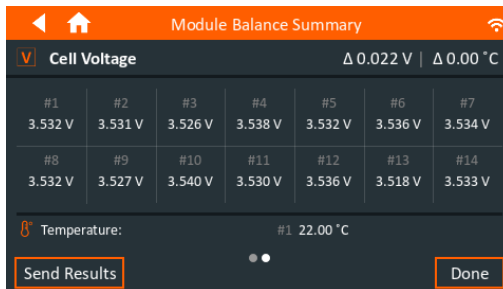 Module Balance Summary
V Cell Voltage Δ 0.022 V | Δ 0.00 °C
#1 #2 #3 #4 #5 #6 #7
3.532 V 3.531 V 3.526 V 3.538 V 3.532 V 3.536 V 3.534 V
#8 #9 #10 #11 #12 #13 #14
3.532 V 3.527 V 3.540 V 3.530 V 3.536 V 3.518 V 3.533 V
Temperature: #1 22.00 °C
Send Results Done